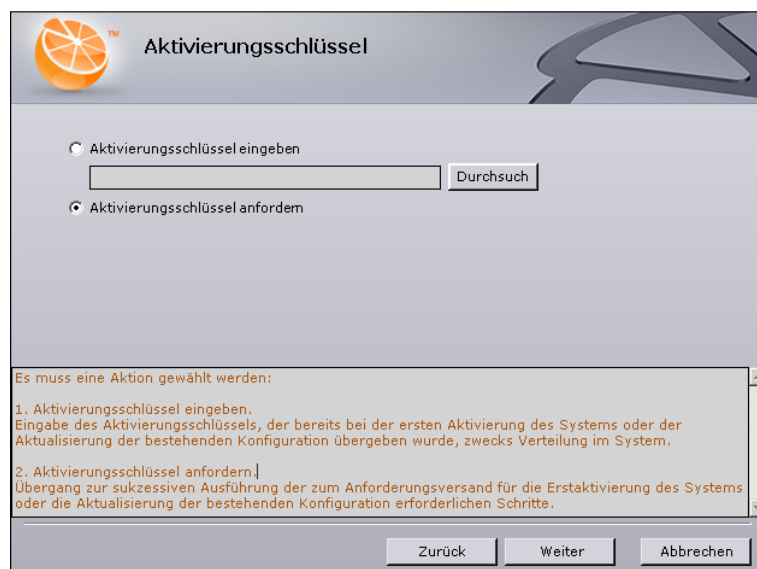 TM
Aktivierungsschlüssel
Aktivierungsschlüssel eingeben
Durchsuch
Aktivierungsschlüssel anfordern
Es muss eine Aktion gewählt werden:
1. Aktivierungsschlüssel eingeben.
Eingabe des Aktivierungsschlüssels, der bereits bei der ersten Aktivierung des Systems oder der
Aktualisierung der bestehenden Konfiguration übergeben wurde, zwecks Verteilung im System.
2. Aktivierungsschlüssel anfordern.
Übergang zur sukzessiven Ausführung der zum Anforderungsversand für die Erstaktivierung des Systems
oder die Aktualisierung der bestehenden Konfiguration erforderlichen Schritte.
Zurück
Weiter
Abbrechen